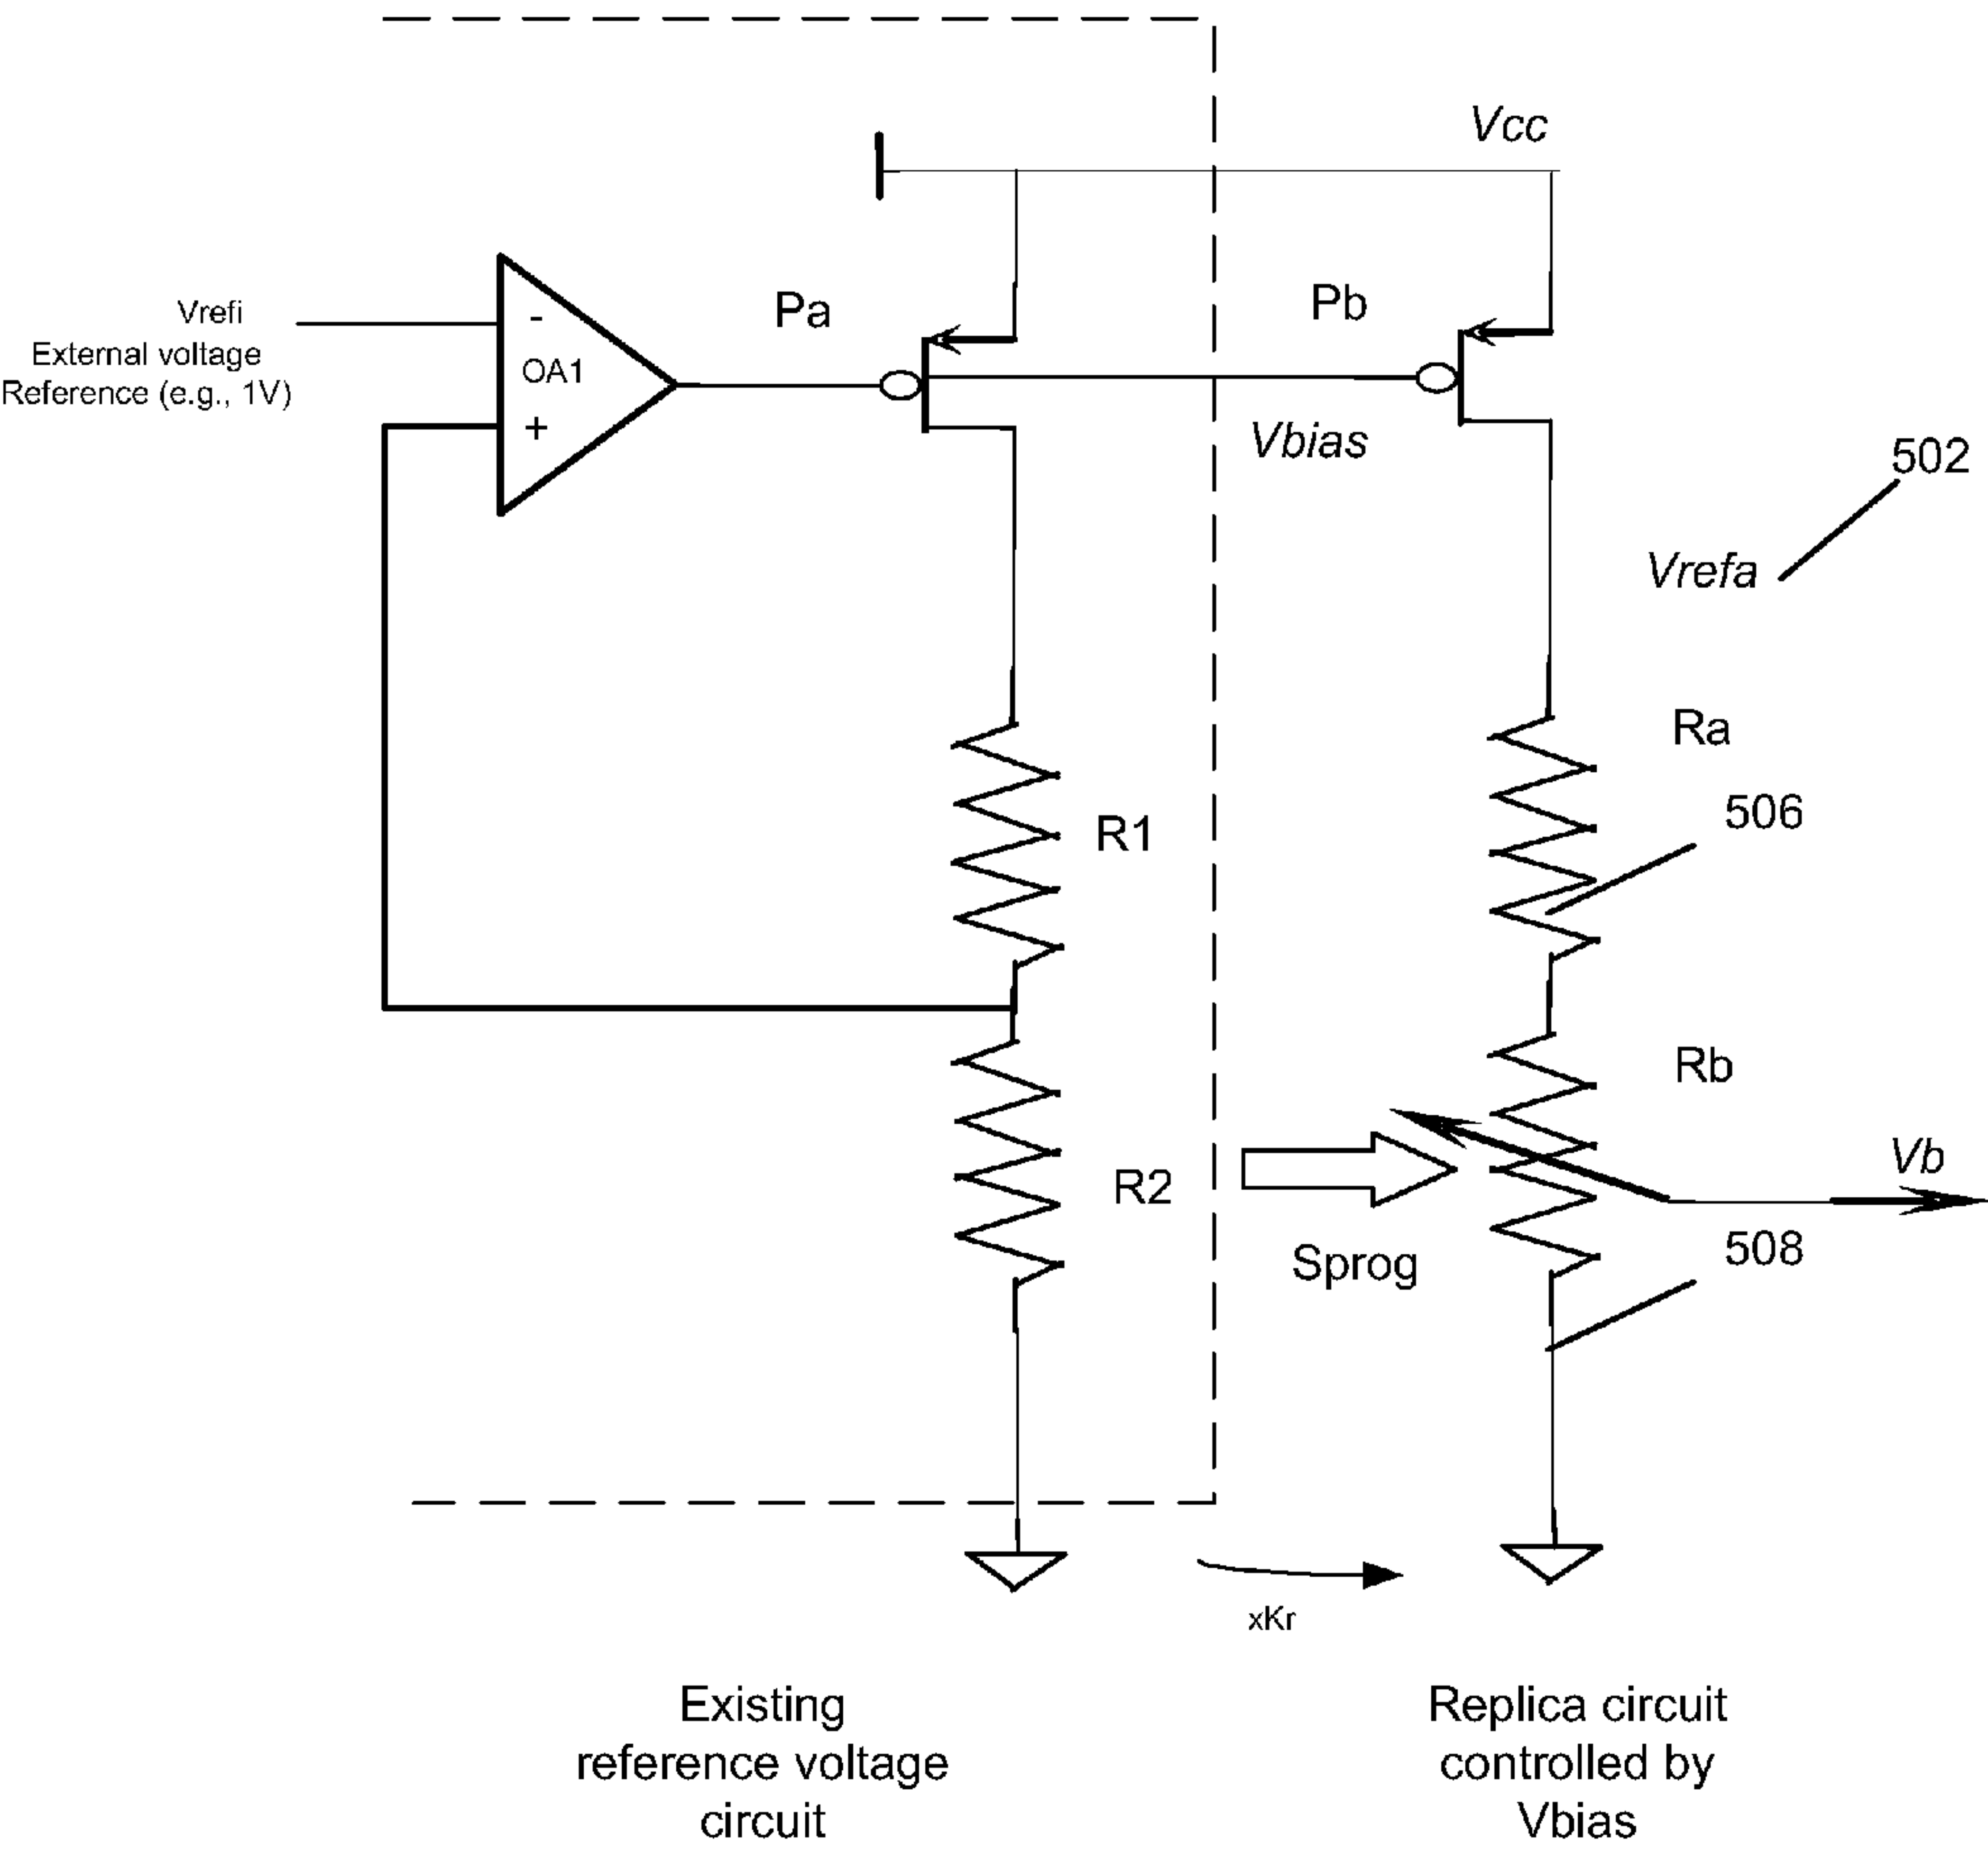 Vcc
Vrefi
External voltage
Reference (e.g., 1V)
-
OA1
+
Pa
Pb
Vbias
502
Vrefa
Ra
506
R1
Rb
R2
Vb
Sprog
508
xKr
Existing
reference voltage
circuit
Replica circuit
controlled by
Vbias